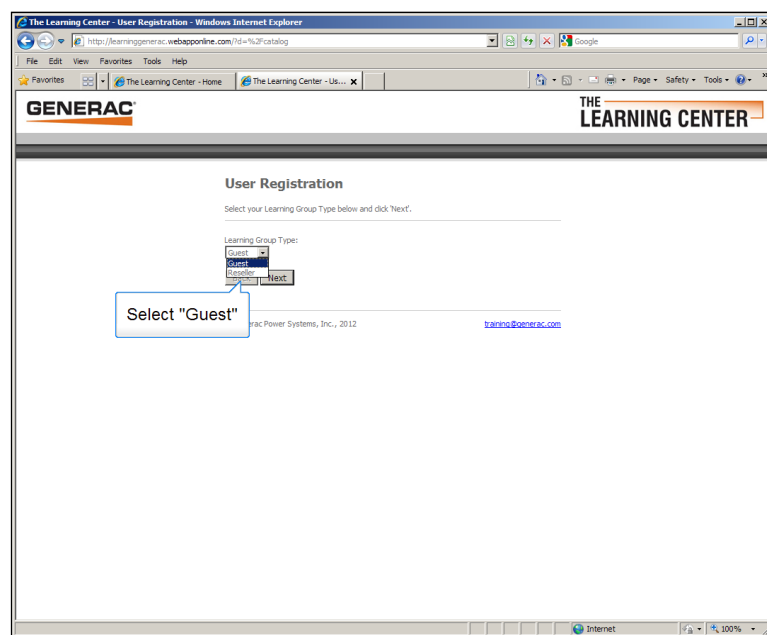 The Learning Center - User Registration - Windows Internet Explorer
http://learninggenerac.webapponline.com/?d=%2Fcatalog
Google
File Edit View Favorites Tools Help
Favorites
The Learning Center - Home
The Learning Center - Us...
Page
Safety
Tools
GENERAC
THE
LEARNING CENTER
User Registration
Select your Learning Group Type below and click 'Next'.
Learning Group Type:
Guest
Guest
Reseller
Next
Select "Guest"
erac Power Systems, Inc., 2012
training@generac.com
Internet
100%